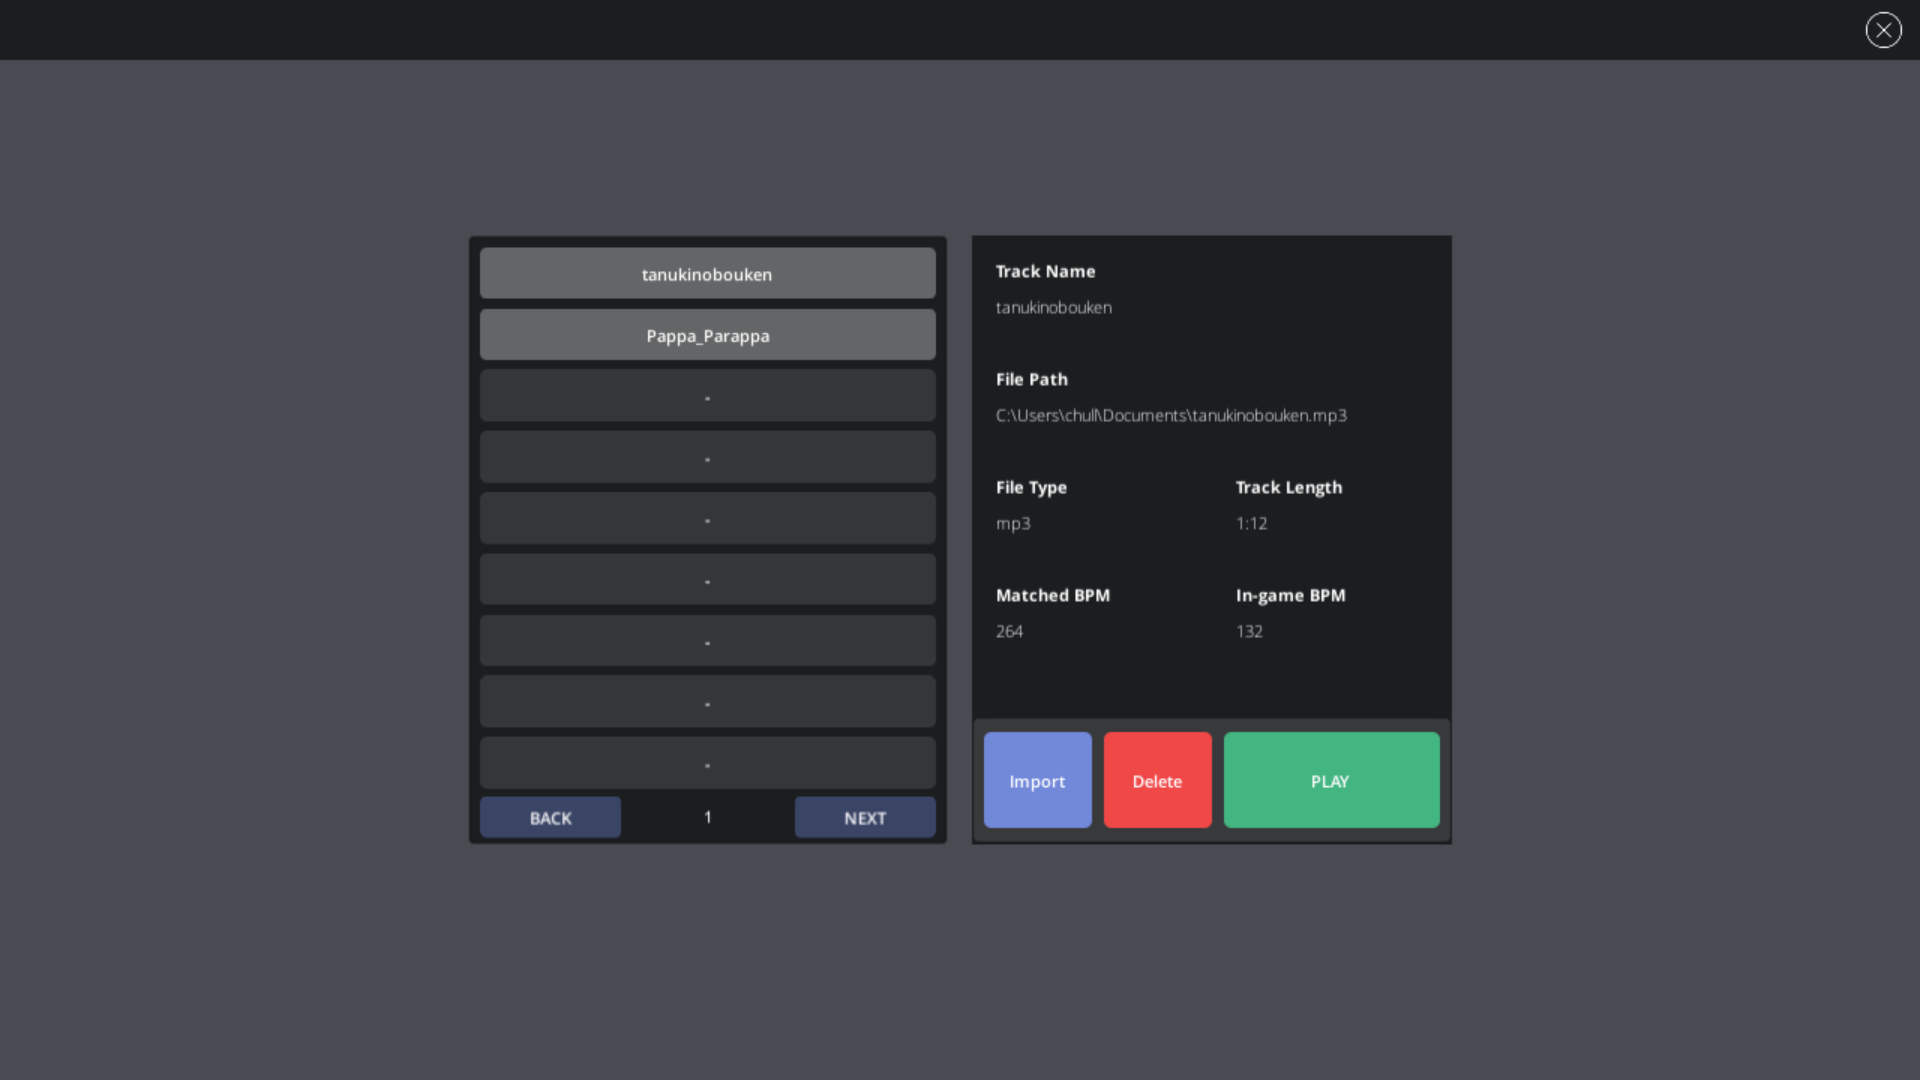 tanukinobouken
Pappa_Parappa
-
-
-
-
-
-
-
BACK 1 NEXT
Track Name
tanukinobouken
File Path
C:\Users\chull\Documents\tanukinobouken.mp3
File Type Track Length
mp3 1:12
Matched BPM In-game BPM
264 132
Import Delete PLAY